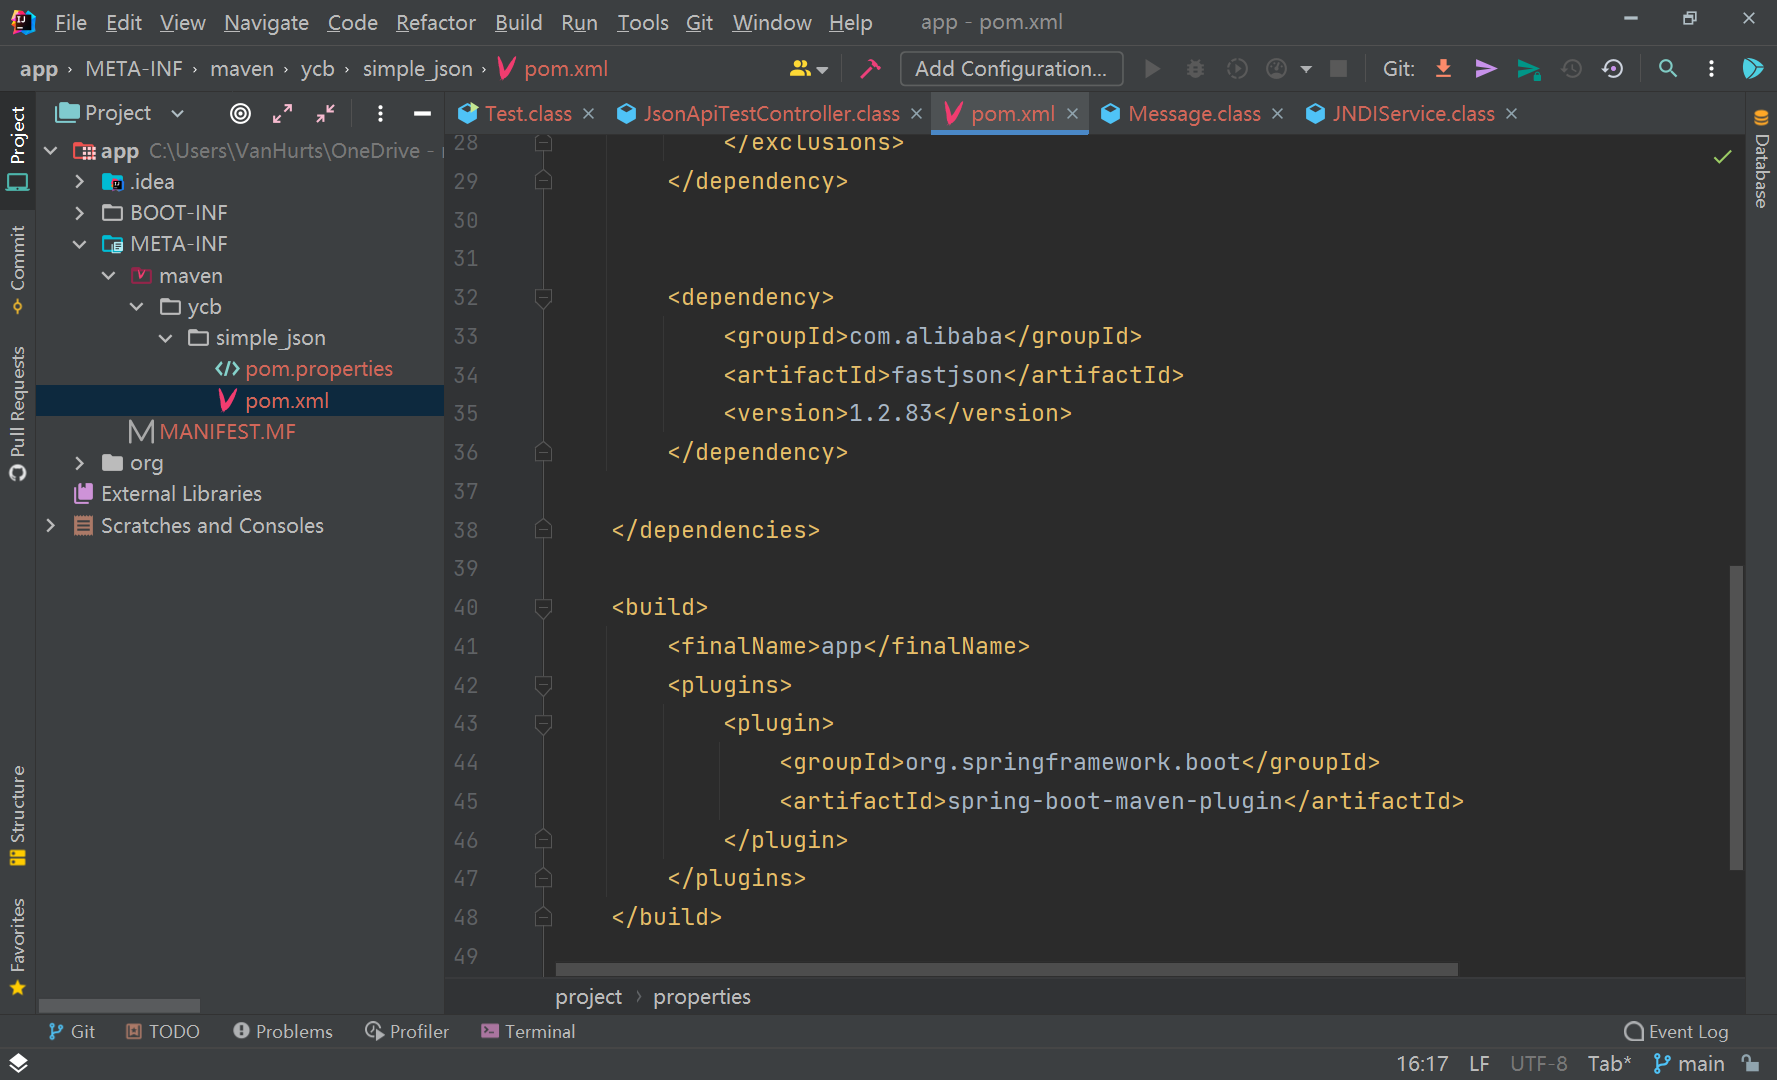 File Edit View Navigate Code Refactor Build Run Tools Git Window Help app - pom.xml
app › META-INF › maven › ycb › simple_json › pom.xml Add Configuration... Git:
Project Test.class JsonApiTestController.class pom.xml Message.class JNDIService.class
Project
Commit
Pull Requests
Structure
Favorites
Database
app C:\Users\VanHurts\OneDrive -
.idea
BOOT-INF
META-INF
maven
ycb
simple_json
pom.properties
pom.xml
MANIFEST.MF
org
External Libraries
Scratches and Consoles
28 </exclusions>
29 </dependency>
30
31
32 <dependency>
33 <groupId>com.alibaba</groupId>
34 <artifactId>fastjson</artifactId>
35 <version>1.2.83</version>
36 </dependency>
37
38 </dependencies>
39
40 <build>
41 <finalName>app</finalName>
42 <plugins>
43 <plugin>
44 <groupId>org.springframework.boot</groupId>
45 <artifactId>spring-boot-maven-plugin</artifactId>
46 </plugin>
47 </plugins>
48 </build>
49
project › properties
Git TODO Problems Profiler Terminal Event Log
16:17 LF UTF-8 Tab* main